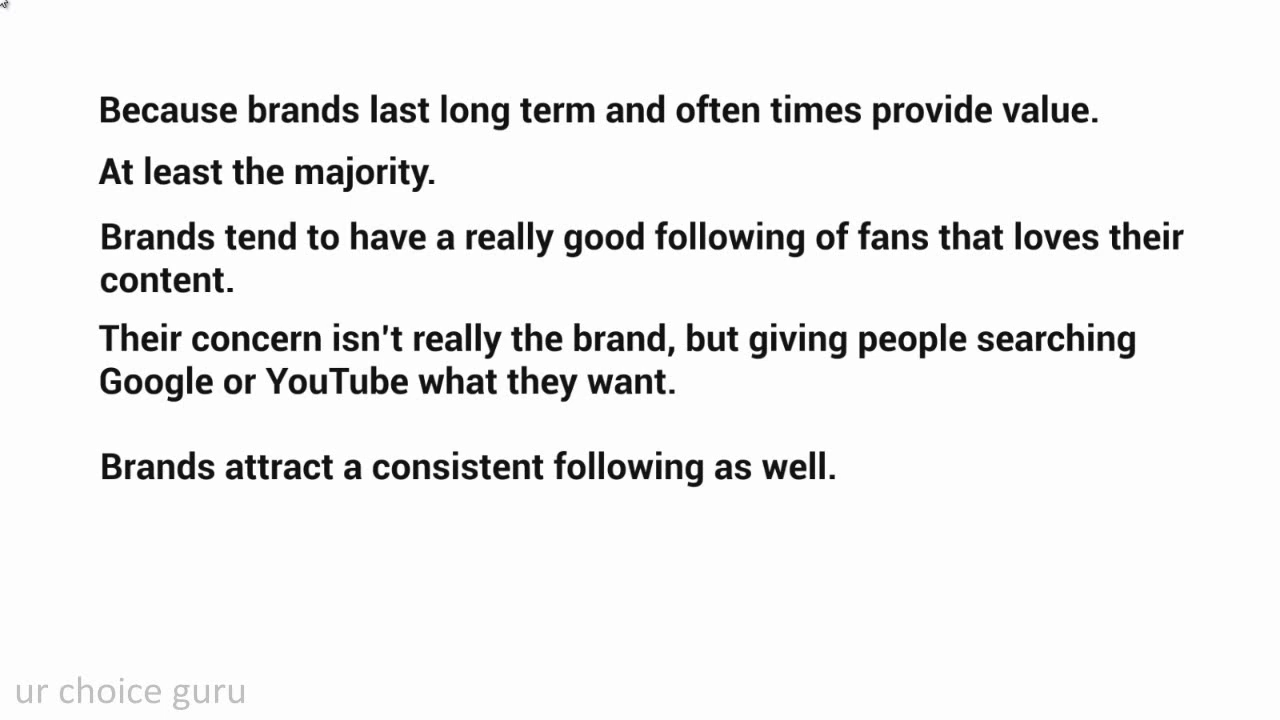 Because brands last long term and often times provide value.
At least the majority.
Brands tend to have a really good following of fans that loves their
content.
Their concern isn't really the brand, but giving people searching
Google or YouTube what they want.
Brands attract a consistent following as well.
ur choice guru